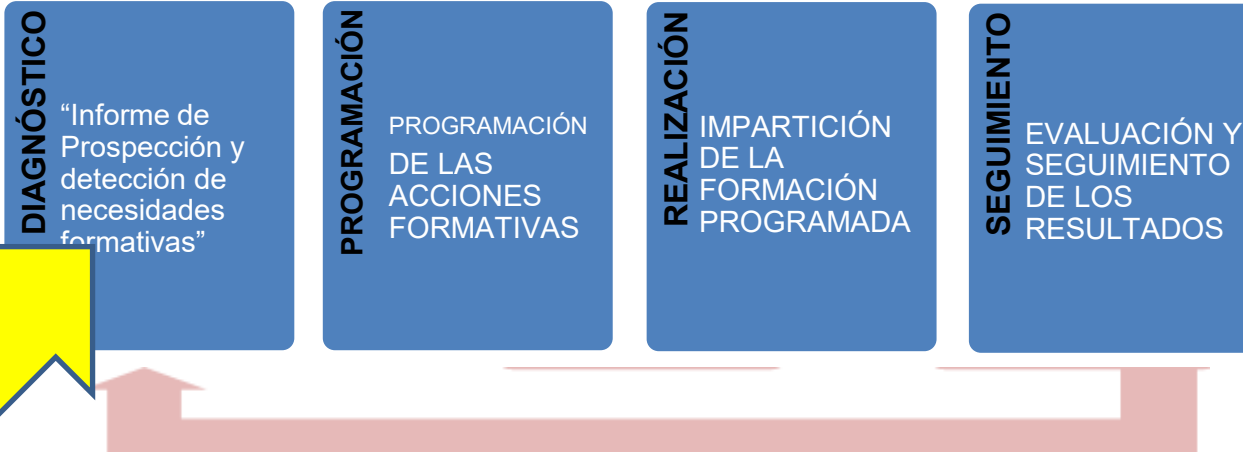 DIAGNÓSTICO
“Informe de
Prospección y
detección de
necesidades
formativas”
PROGRAMACIÓN
PROGRAMACIÓN
DE LAS
ACCIONES
FORMATIVAS
REALIZACIÓN
IMPARTICIÓN
DE LA
FORMACIÓN
PROGRAMADA
SEGUIMIENTO
EVALUACIÓN Y
SEGUIMIENTO
DE LOS
RESULTADOS